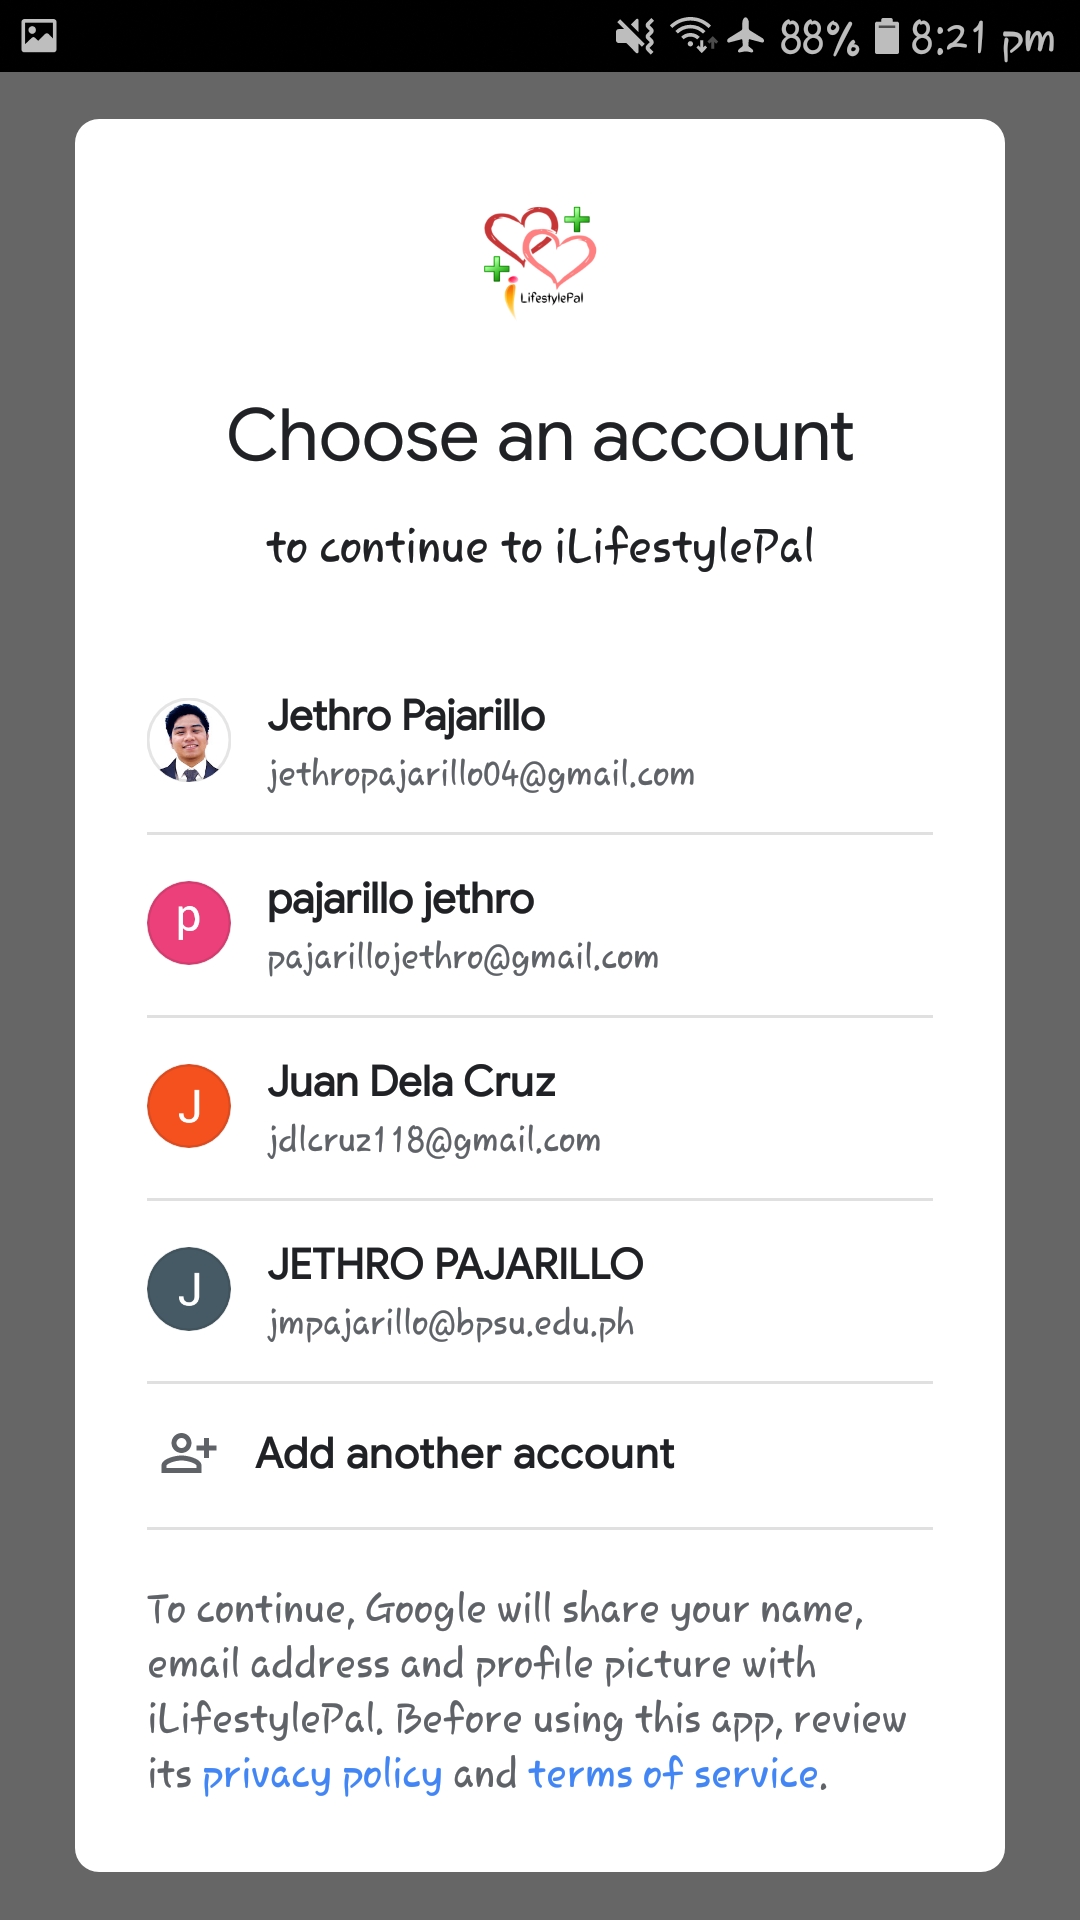 88% 8:21 pm
LifestylePal
Choose an account
to continue to iLifestylePal
Jethro Pajarillo
jethropajarillo04@gmail.com
p
pajarillo jethro
pajarillojethro@gmail.com
J
Juan Dela Cruz
jdlcruz118@gmail.com
J
JETHRO PAJARILLO
jmpajarillo@bpsu.edu.ph
Add another account
To continue, Google will share your name,
email address and profile picture with
iLifestylePal. Before using this app, review
its privacy policy and terms of service.